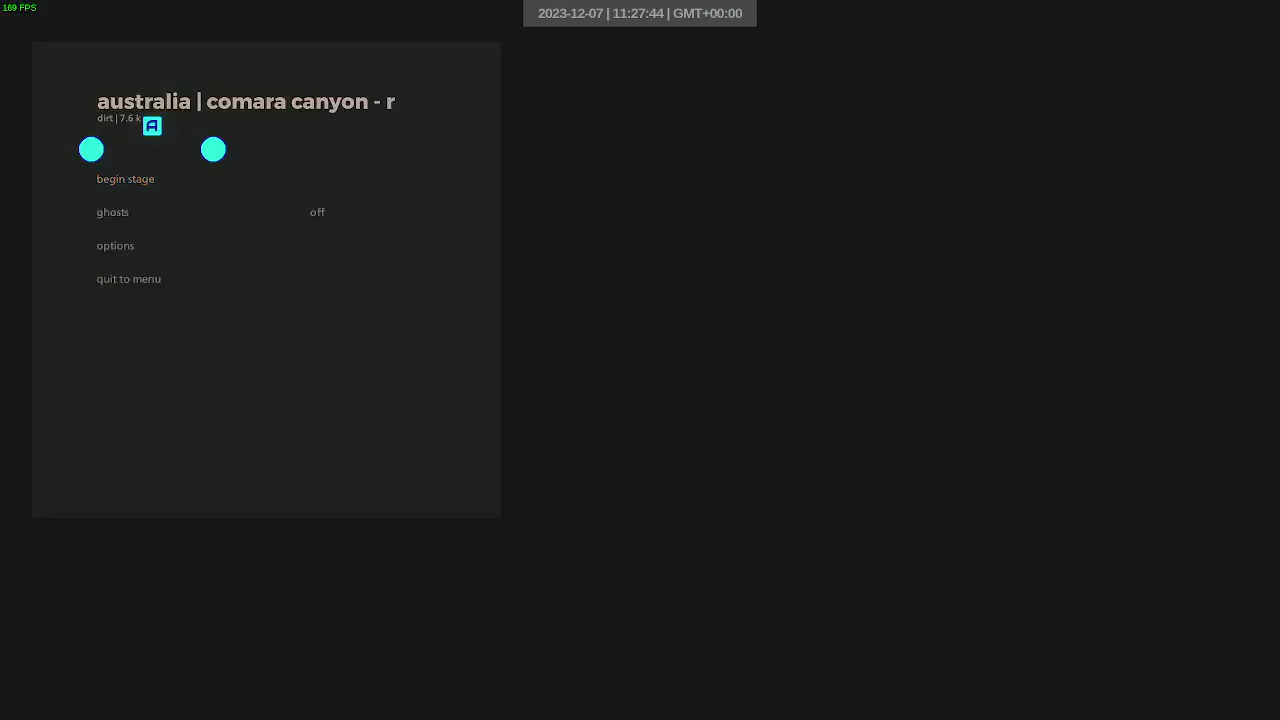 169 FPS
2023-12-07 | 11:27:44 | GMT+00:00
australia | comara canyon - r
dirt | 7.6 k
A
begin stage
ghosts off
options
quit to menu